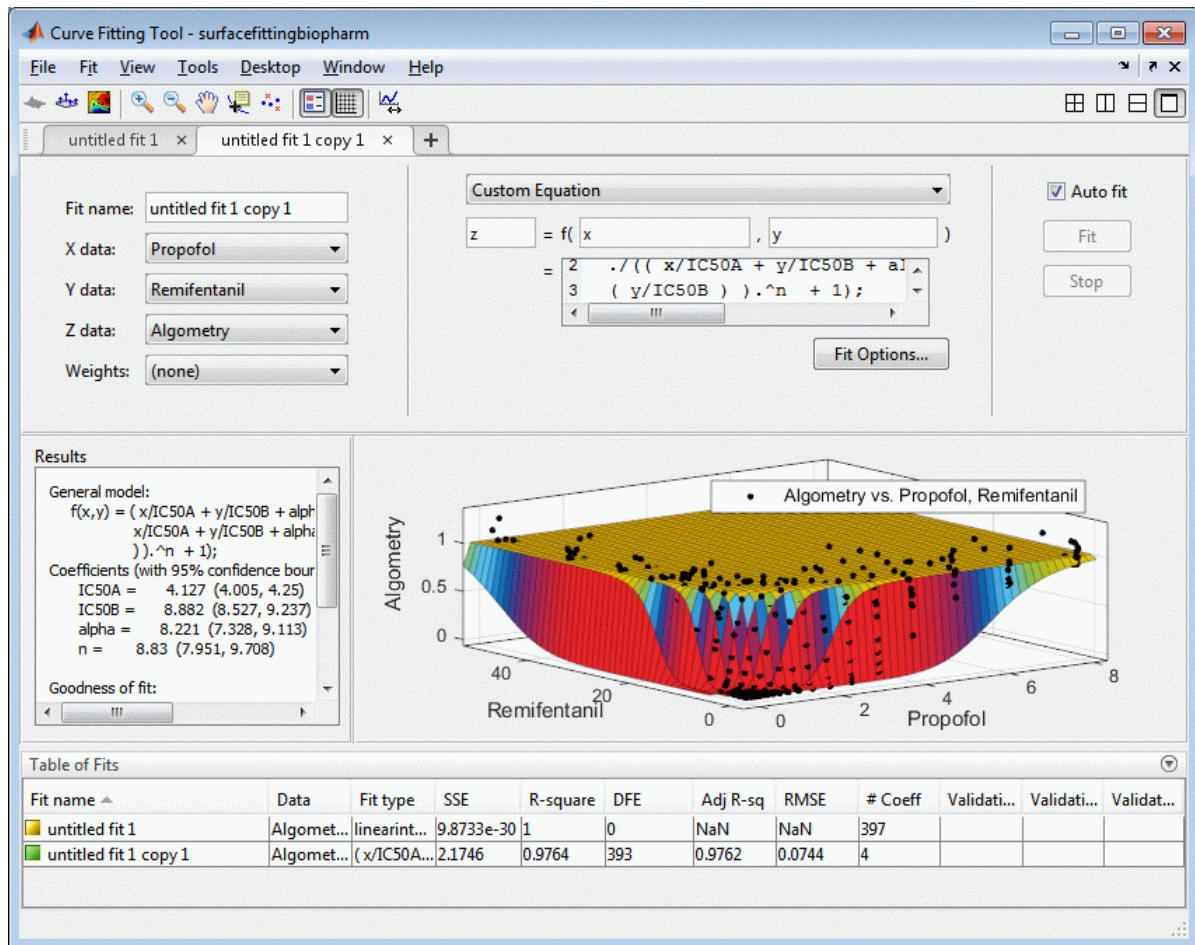 Curve Fitting Tool - surfacefittingbiopharm
File Fit View Tools Desktop Window Help
untitled fit 1 × untitled fit 1 copy 1 × +
Fit name: untitled fit 1 copy 1
X data: Propofol
Y data: Remifentanil
Z data: Algometry
Weights: (none)
Custom Equation
z = f( x , y )
=
2 ./(( x/IC50A + y/IC50B + al
3 ( y/IC50B ) ).^n + 1);
Fit Options...
Auto fit
Fit
Stop
Results
General model:
f(x,y) = ( x/IC50A + y/IC50B + alph
x/IC50A + y/IC50B + alpha
) ).^n + 1);
Coefficients (with 95% confidence bour
IC50A = 4.127 (4.005, 4.25)
IC50B = 8.882 (8.527, 9.237)
alpha = 8.221 (7.328, 9.113)
n = 8.83 (7.951, 9.708)
Goodness of fit:
Algometry vs. Propofol, Remifentanil
Algometry
1
0.5
0
40
20
0
Remifentanil
0
2
4
6
8
Propofol
Table of Fits
Fit name Data Fit type SSE R-square DFE Adj R-sq RMSE # Coeff Validati... Validati... Validat...
untitled fit 1 Algomet... linearint... 9.8733e-30 1 0 NaN NaN 397
untitled fit 1 copy 1 Algomet... ( x/IC50A... 2.1746 0.9764 393 0.9762 0.0744 4